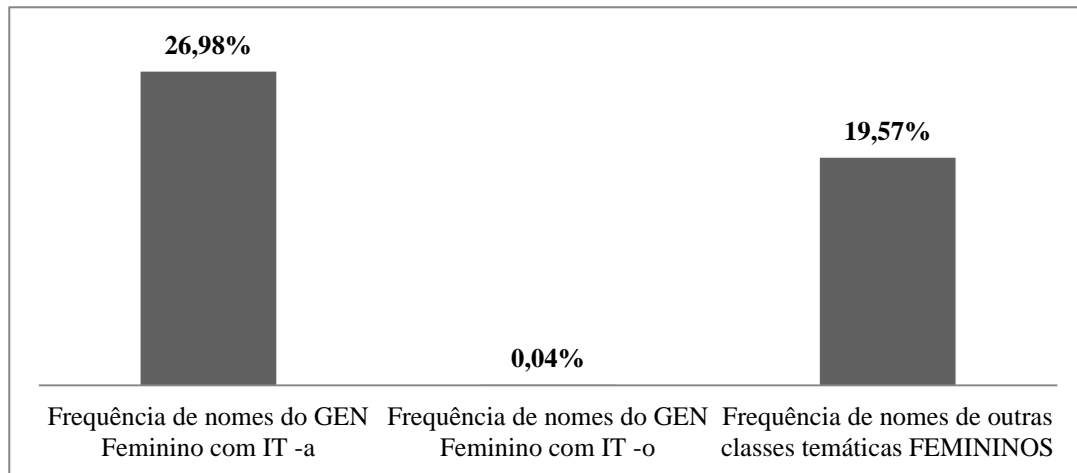 26,98%
0,04%
19,57%
Frequência de nomes do GEN
Feminino com IT -a
Frequência de nomes do GEN
Feminino com IT -o
Frequência de nomes de outras
classes temáticas FEMININOS